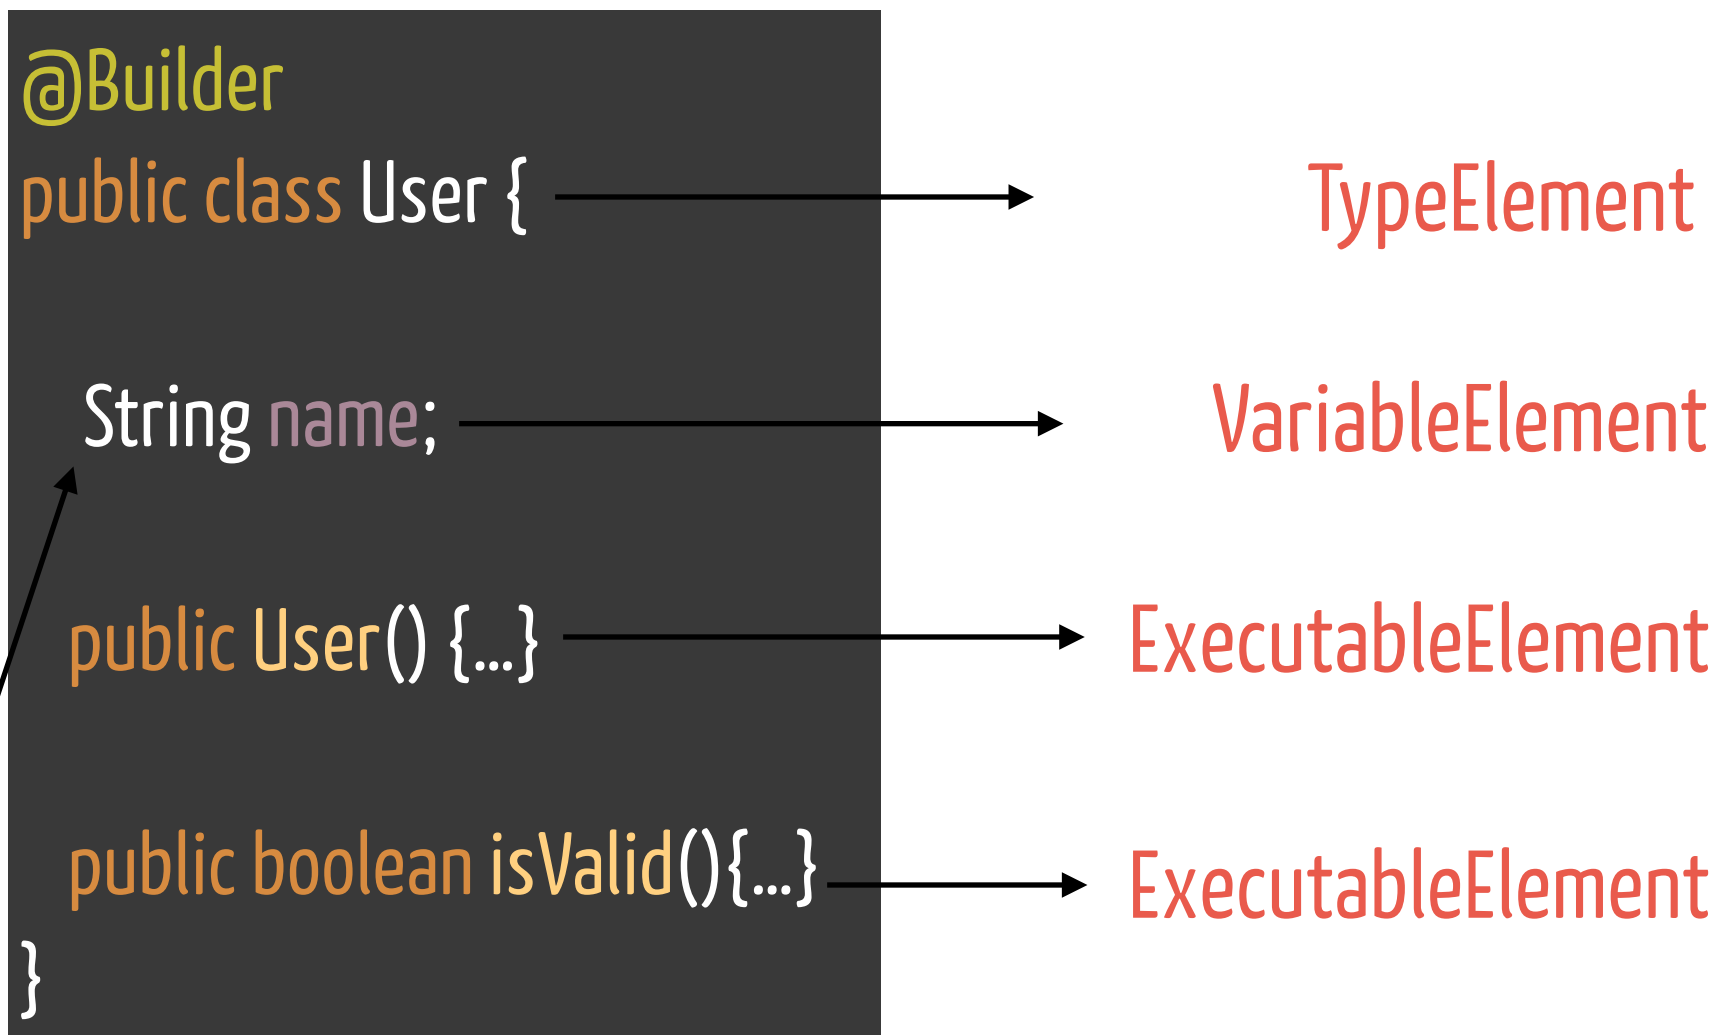 @Builder
public class User { TypeElement
String name; VariableElement
public User() {...} ExecutableElement
public boolean isValid(){...} ExecutableElement
}